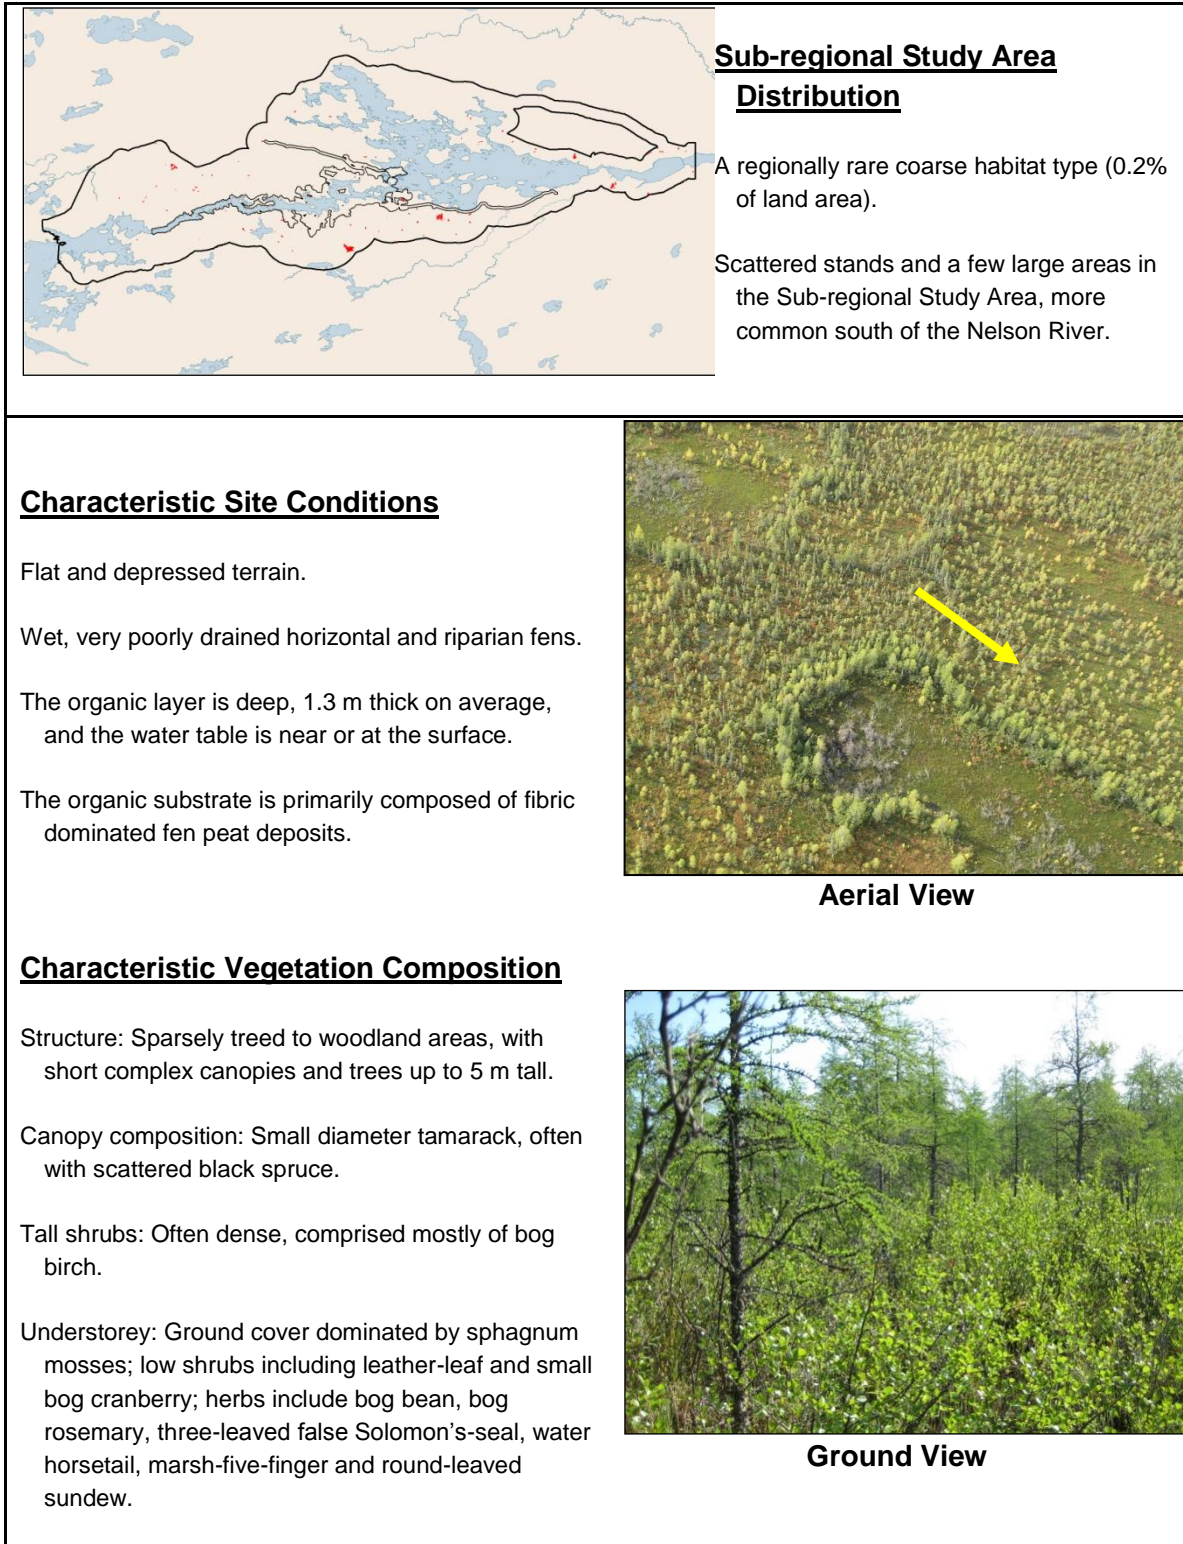 Sub-regional Study Area
Distribution
A regionally rare coarse habitat type (0.2%
of land area).
Scattered stands and a few large areas in
the Sub-regional Study Area, more
common south of the Nelson River.
Characteristic Site Conditions
Flat and depressed terrain.
Wet, very poorly drained horizontal and riparian fens.
The organic layer is deep, 1.3 m thick on average,
and the water table is near or at the surface.
The organic substrate is primarily composed of fibric
dominated fen peat deposits.
Aerial View
Characteristic Vegetation Composition
Structure: Sparsely treed to woodland areas, with
short complex canopies and trees up to 5 m tall.
Canopy composition: Small diameter tamarack, often
with scattered black spruce.
Tall shrubs: Often dense, comprised mostly of bog
birch.
Understorey: Ground cover dominated by sphagnum
mosses; low shrubs including leather-leaf and small
bog cranberry; herbs include bog bean, bog
rosemary, three-leaved false Solomon’s-seal, water
horsetail, marsh-five-finger and round-leaved
sundew.
Ground View